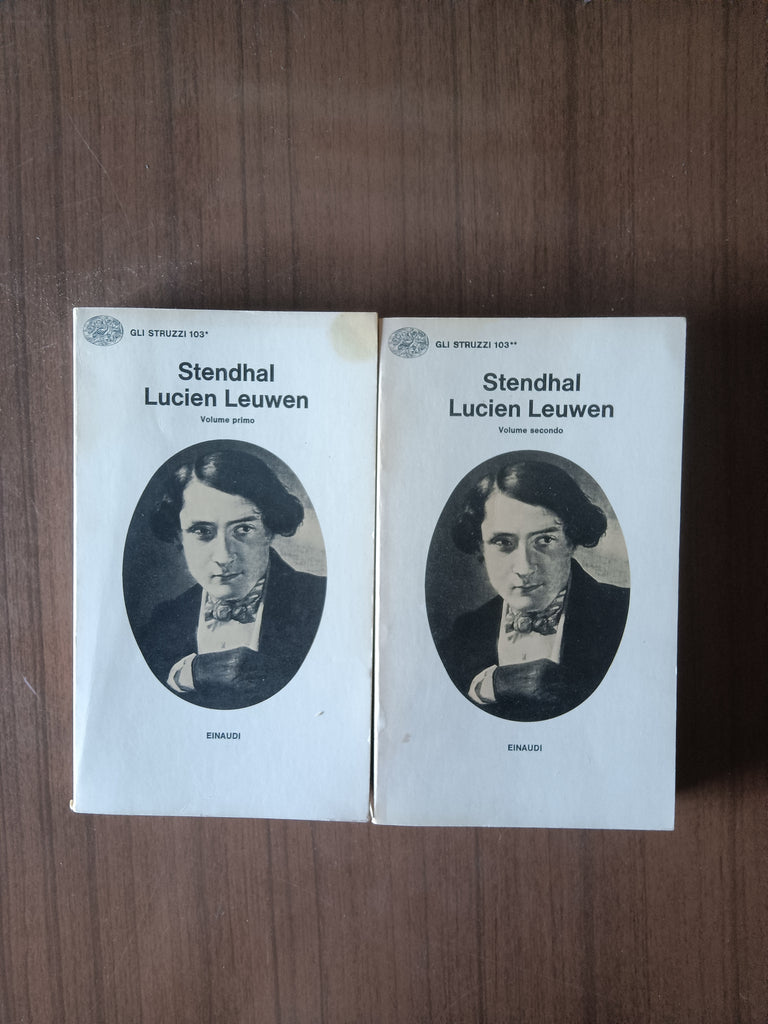 GLI STRUZZI 103*
Stendhal
Lucien Leuwen
Volume primo
EINAUDI
GLI STRUZZI 103**
Stendhal
Lucien Leuwen
Volume secondo
EINAUDI